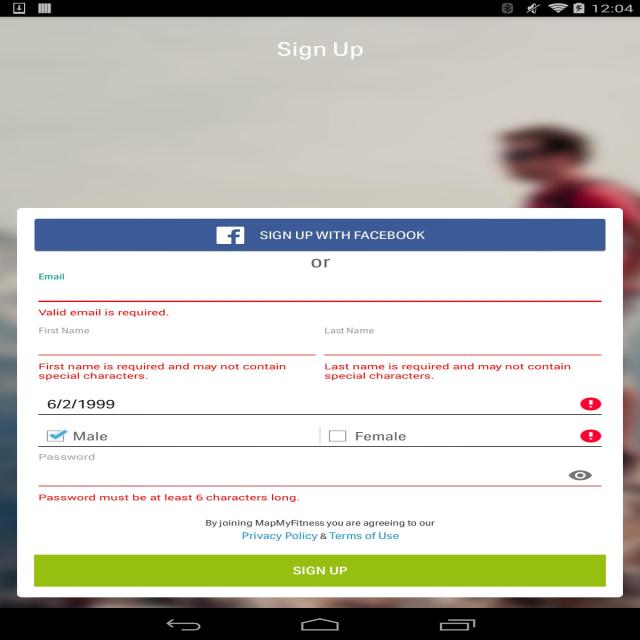 12:04
Sign Up
SIGN UP WITH FACEBOOK
or
Email
Valid email is required.
First Name
Last Name
First name is required and may not contain
special characters.
Last name is required and may not contain
special characters.
6/2/1999
Male
Female
Password
Password must be at least 6 characters long.
By joining MapMyFitness you are agreeing to our
Privacy Policy & Terms of Use
SIGN UP